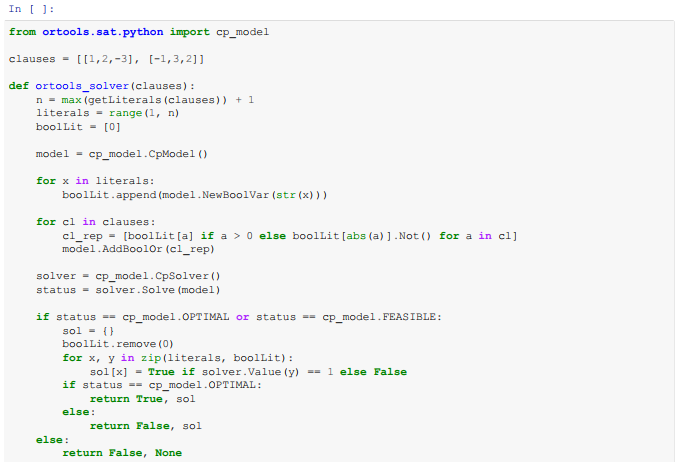 In [ ]:
from ortools.sat.python import cp_model
clauses = [[1,2,-3], [-1,3,2]]
def ortools_solver(clauses):
    n = max(getLiterals(clauses)) + 1
    literals = range(1, n)
    boolLit = [0]
    model = cp_model.CpModel()
    for x in literals:
        boolLit.append(model.NewBoolVar(str(x)))
    for cl in clauses:
        cl_rep = [boolLit[a] if a > 0 else boolLit[abs(a)].Not() for a in cl]
        model.AddBoolOr(cl_rep)
    solver = cp_model.CpSolver()
    status = solver.Solve(model)
    if status == cp_model.OPTIMAL or status == cp_model.FEASIBLE:
        sol = {}
        boolLit.remove(0)
        for x, y in zip(literals, boolLit):
            sol[x] = True if solver.Value(y) == 1 else False
        if status == cp_model.OPTIMAL:
            return True, sol
        else:
            return False, sol
    else:
        return False, None